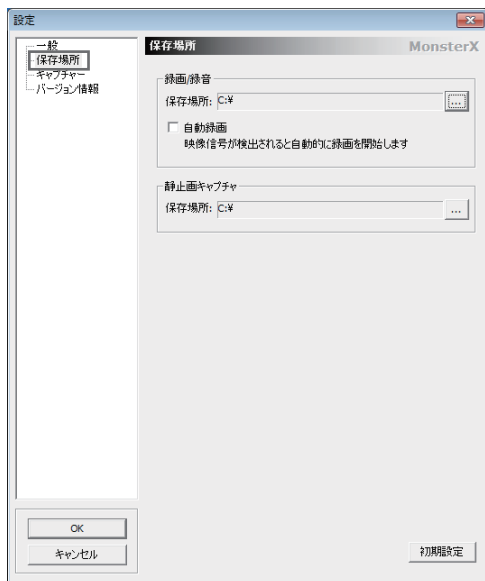 設定
一般
保存場所
キャプチャー
バージョン情報
保存場所 MonsterX
録画/録音
保存場所: C:¥ ...
自動録画
映像信号が検出されると自動的に録画を開始します
静止画キャプチャ
保存場所: C:¥ ...
OK
キャンセル
初期設定